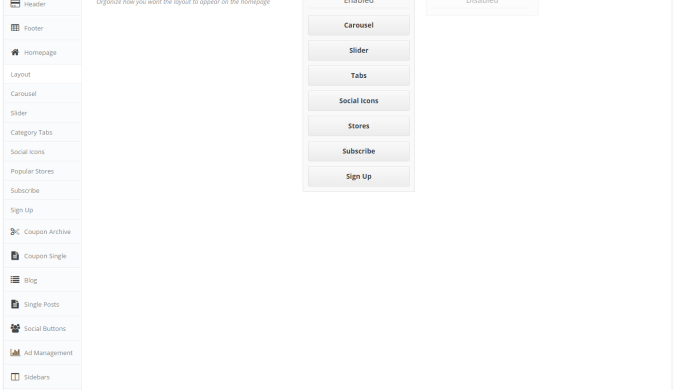 Header
Footer
Homepage
Layout
Carousel
Slider
Category Tabs
Social Icons
Popular Stores
Subscribe
Sign Up
Coupon Archive
Coupon Single
Blog
Single Posts
Social Buttons
Ad Management
Sidebars
Organize how you want the layout to appear on the homepage
Enabled
Carousel
Slider
Tabs
Social Icons
Stores
Subscribe
Sign Up
Disabled